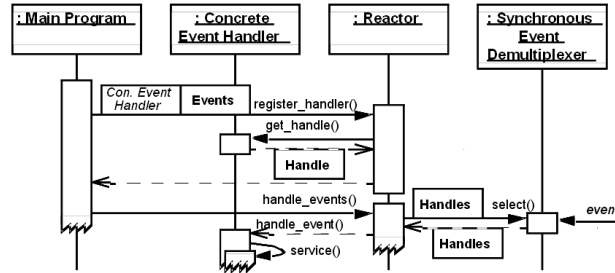 : Main Program
: Concrete
Event Handler
: Reactor
: Synchronous
Event
Demultiplexer
Con. Event
Handler
Events
register_handler()
get_handle()
Handle
handle_events()
Handles
select()
even
handle_event()
Handles
service()